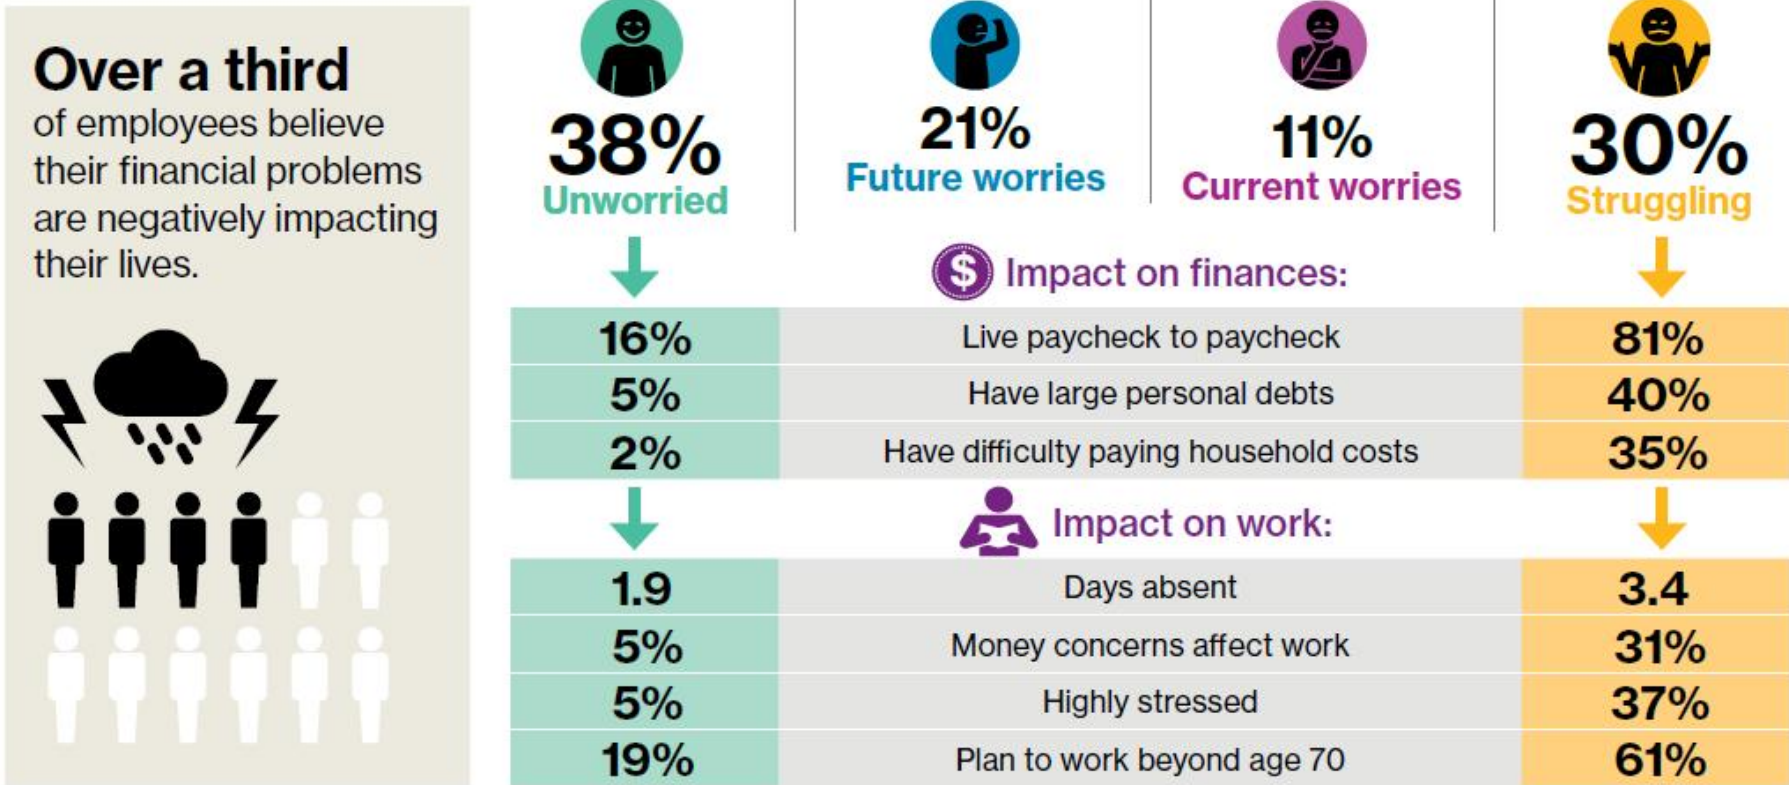 Over a third
of employees believe
their financial problems
are negatively impacting
their lives.
38%
Unworried
21%
Future worries
11%
Current worries
30%
Struggling
$ Impact on finances:
16% Live paycheck to paycheck 81%
5% Have large personal debts 40%
2% Have difficulty paying household costs 35%
Impact on work:
1.9 Days absent 3.4
5% Money concerns affect work 31%
5% Highly stressed 37%
19% Plan to work beyond age 70 61%